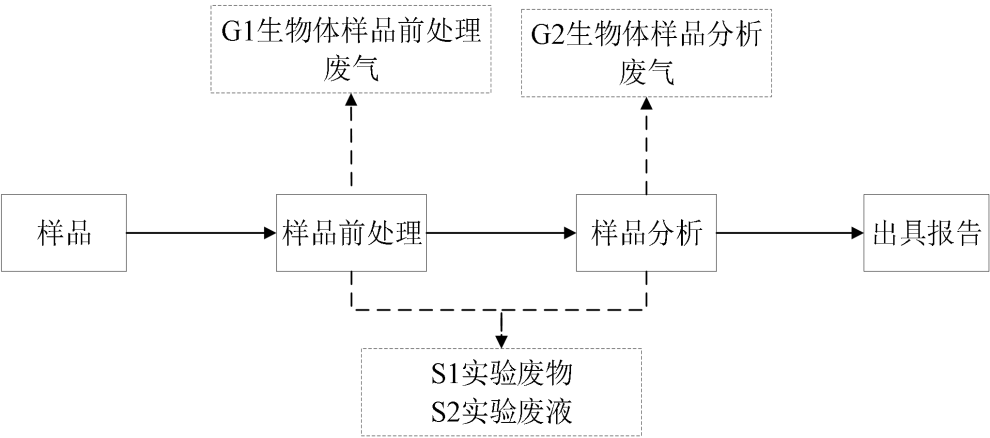 G1生物体样品前处理
废气
G2生物体样品分析
废气
样品
样品前处理
样品分析
出具报告
S1实验废物
S2实验废液